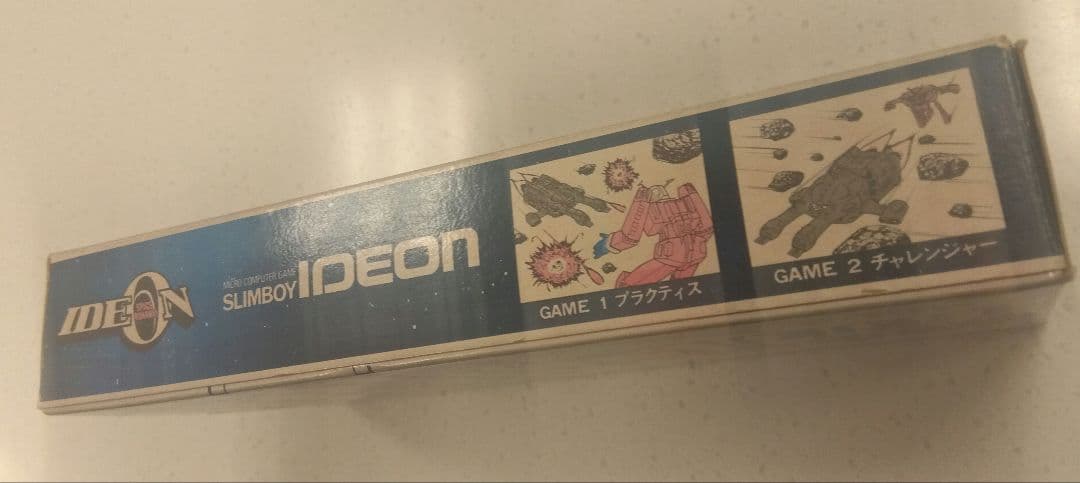 IDEON
MICRO COMPUTER GAME
SLIMBOY IDEON
GAME 1 プラクティス
GAME 2 チャレンジャー